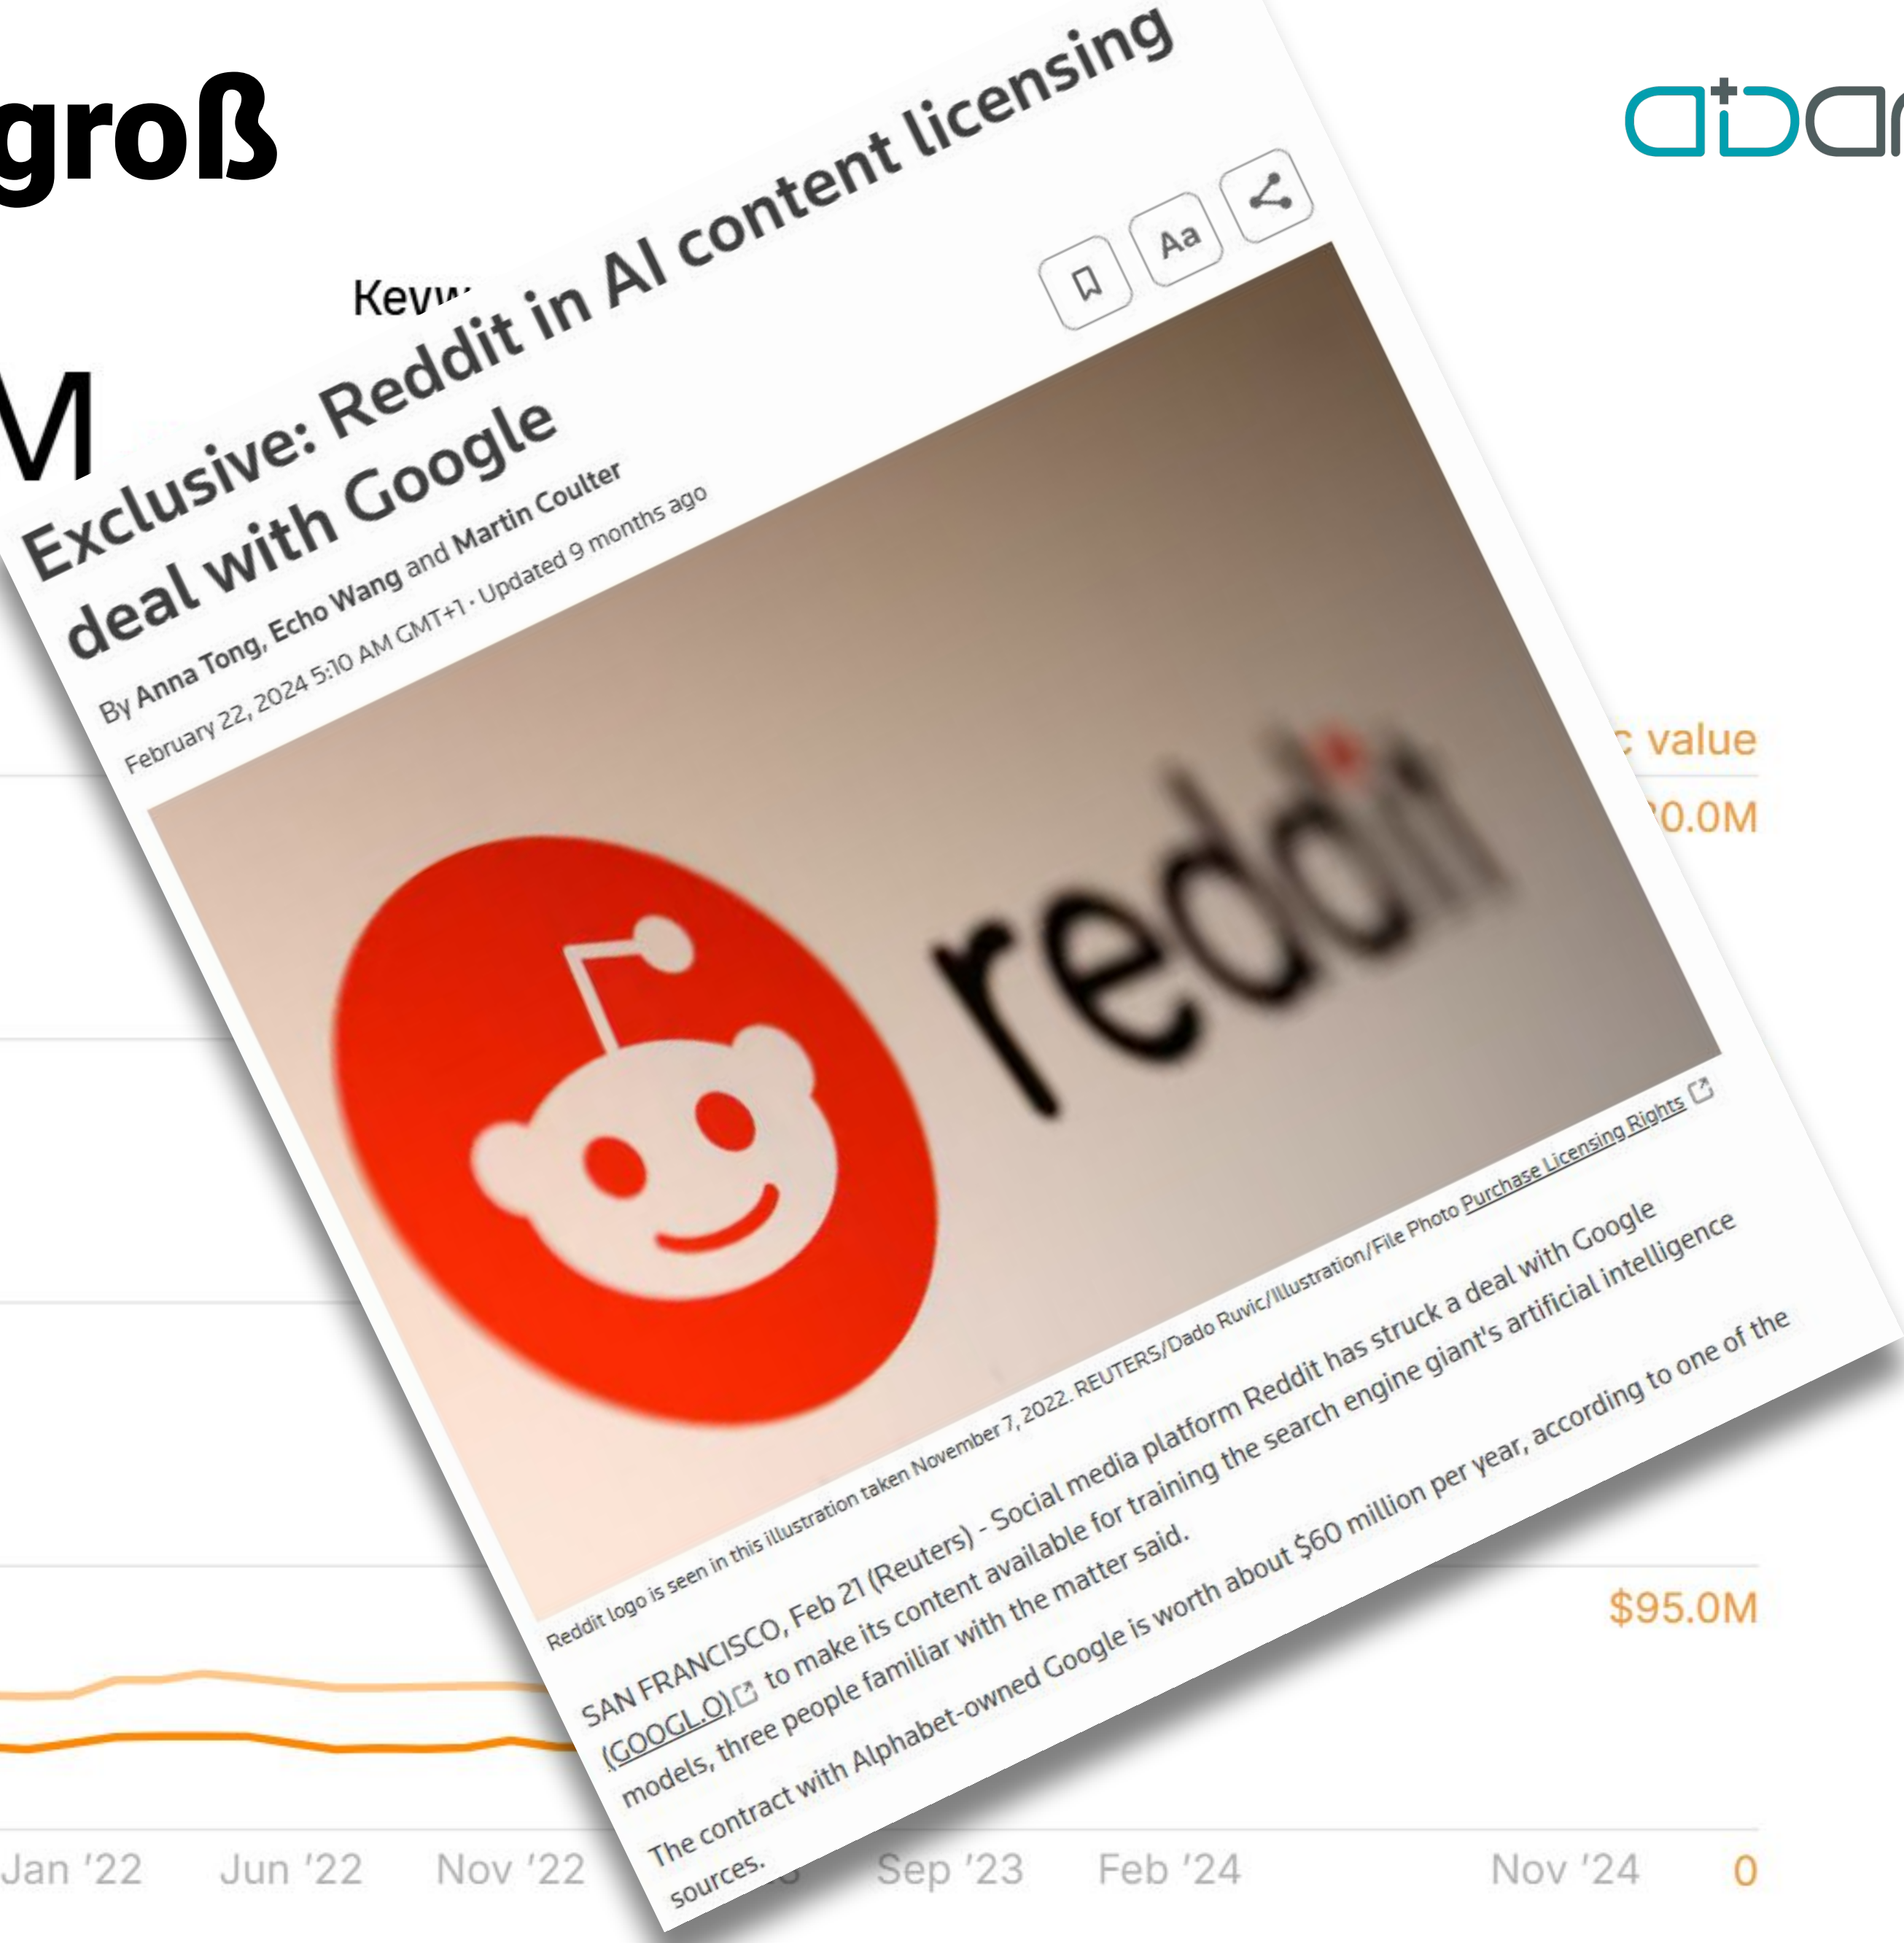 groß
Keyw
M
Exclusive: Reddit in AI content licensing
deal with Google
By Anna Tong, Echo Wang and Martin Coulter
February 22, 2024 5:10 AM GMT+1 · Updated 9 months ago
Aa
reddit
Reddit logo is seen in this illustration taken November 7, 2022. REUTERS/Dado Ruvic/Illustration/File Photo Purchase Licensing Rights
SAN FRANCISCO, Feb 21 (Reuters) - Social media platform Reddit has struck a deal with Google
(GOOGL.O) to make its content available for training the search engine giant's artificial intelligence
models, three people familiar with the matter said.
The contract with Alphabet-owned Google is worth about $60 million per year, according to one of the
sources.
c value
0.0M
$95.0M
Jan '22 Jun '22 Nov '22 Sep '23 Feb '24 Nov '24 0